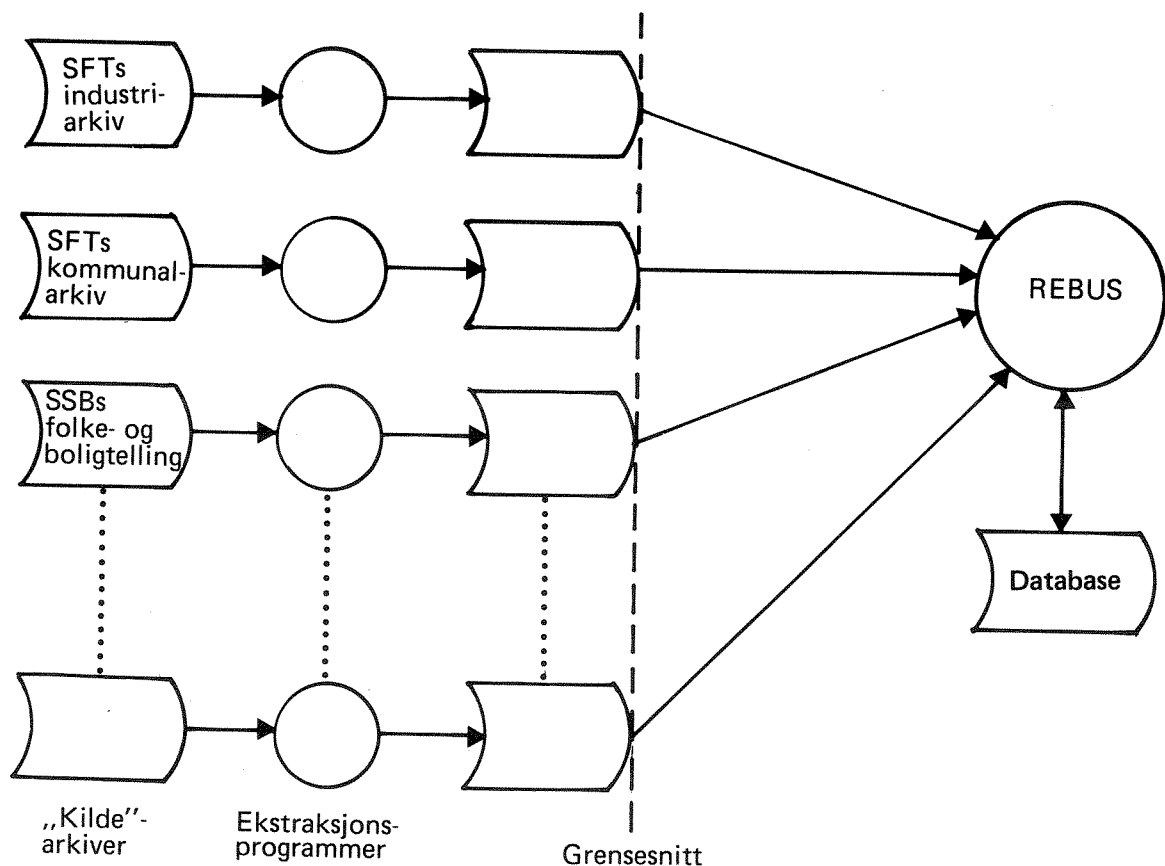 SFTs
industri-
arkiv
SFTs
kommunal-
arkiv
REBUS
SSBs
folke- og
boligtelling
Database
„Kilde”-
arkiver
Ekstraksjons-
programmer
Grensesnitt